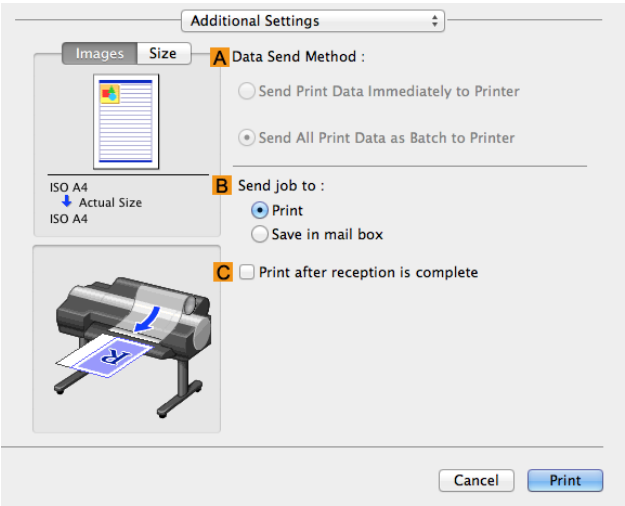 Additional Settings
Images
Size
ISO A4
Actual Size
ISO A4
A Data Send Method :
Send Print Data Immediately to Printer
Send All Print Data as Batch to Printer
B Send job to :
Print
Save in mail box
C Print after reception is complete
R
Cancel
Print